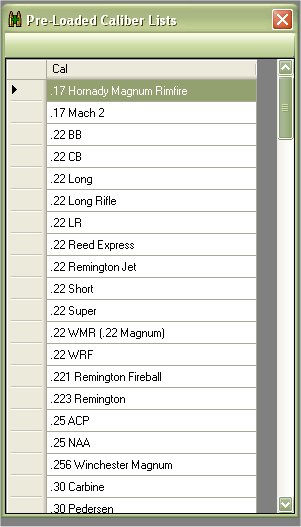 Pre-Loaded Caliber Lists
Cal
.17 Hornady Magnum Rimfire
.17 Mach 2
.22 BB
.22 CB
.22 Long
.22 Long Rifle
.22 LR
.22 Reed Express
.22 Remington Jet
.22 Short
.22 Super
.22 WMR (.22 Magnum)
.22 WRF
.221 Remington Fireball
.223 Remington
.25 ACP
.25 NAA
.256 Winchester Magnum
.30 Carbine
.30 Pedersen